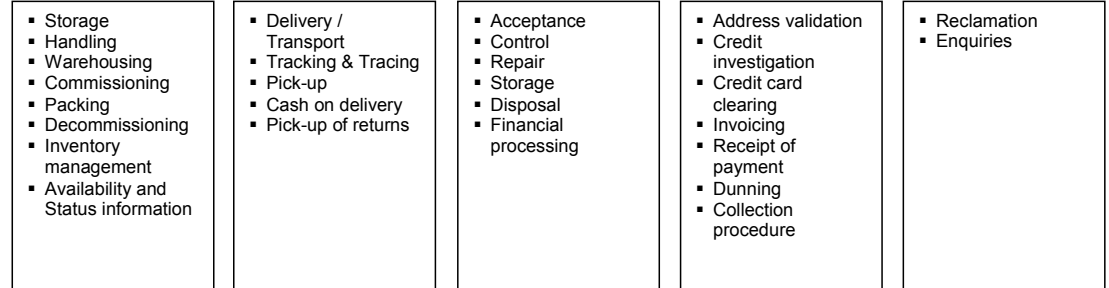 ▪ Storage
▪ Handling
▪ Warehousing
▪ Commissioning
▪ Packing
▪ Decommissioning
▪ Inventory
management
▪ Availability and
Status information
▪ Delivery /
Transport
▪ Tracking & Tracing
▪ Pick-up
▪ Cash on delivery
▪ Pick-up of returns
▪ Acceptance
▪ Control
▪ Repair
▪ Storage
▪ Disposal
▪ Financial
processing
▪ Address validation
▪ Credit
investigation
▪ Credit card
clearing
▪ Invoicing
▪ Receipt of
payment
▪ Dunning
▪ Collection
procedure
▪ Reclamation
▪ Enquiries